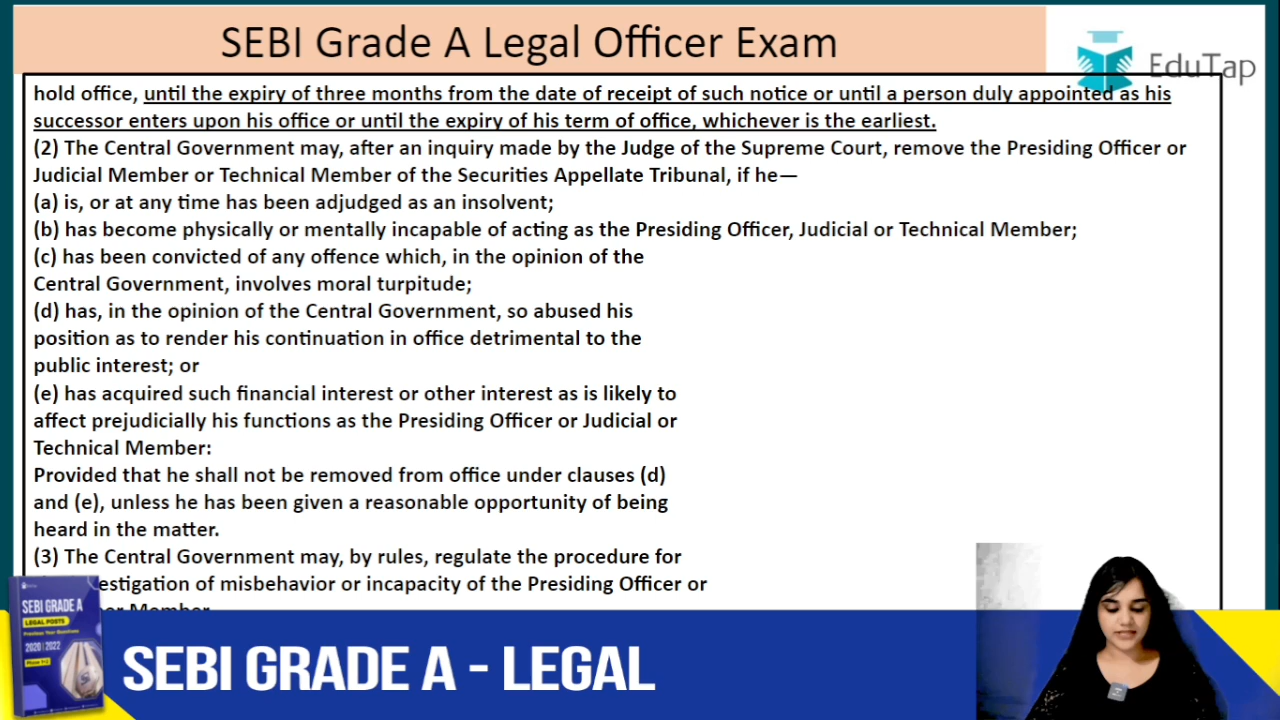 SEBI Grade A Legal Officer Exam
EduTap
hold office, until the expiry of three months from the date of receipt of such notice or until a person duly appointed as his
successor enters upon his office or until the expiry of his term of office, whichever is the earliest.
(2) The Central Government may, after an inquiry made by the Judge of the Supreme Court, remove the Presiding Officer or
Judicial Member or Technical Member of the Securities Appellate Tribunal, if he—
(a) is, or at any time has been adjudged as an insolvent;
(b) has become physically or mentally incapable of acting as the Presiding Officer, Judicial or Technical Member;
(c) has been convicted of any offence which, in the opinion of the
Central Government, involves moral turpitude;
(d) has, in the opinion of the Central Government, so abused his
position as to render his continuation in office detrimental to the
public interest; or
(e) has acquired such financial interest or other interest as is likely to
affect prejudicially his functions as the Presiding Officer or Judicial or
Technical Member:
Provided that he shall not be removed from office under clauses (d)
and (e), unless he has been given a reasonable opportunity of being
heard in the matter.
(3) The Central Government may, by rules, regulate the procedure for
estigation of misbehavior or incapacity of the Presiding Officer or
Member
SEBI GRADE A
LEGAL POSTS
Previous Year Questions
2020 | 2022
SEBI GRADE A - LEGAL